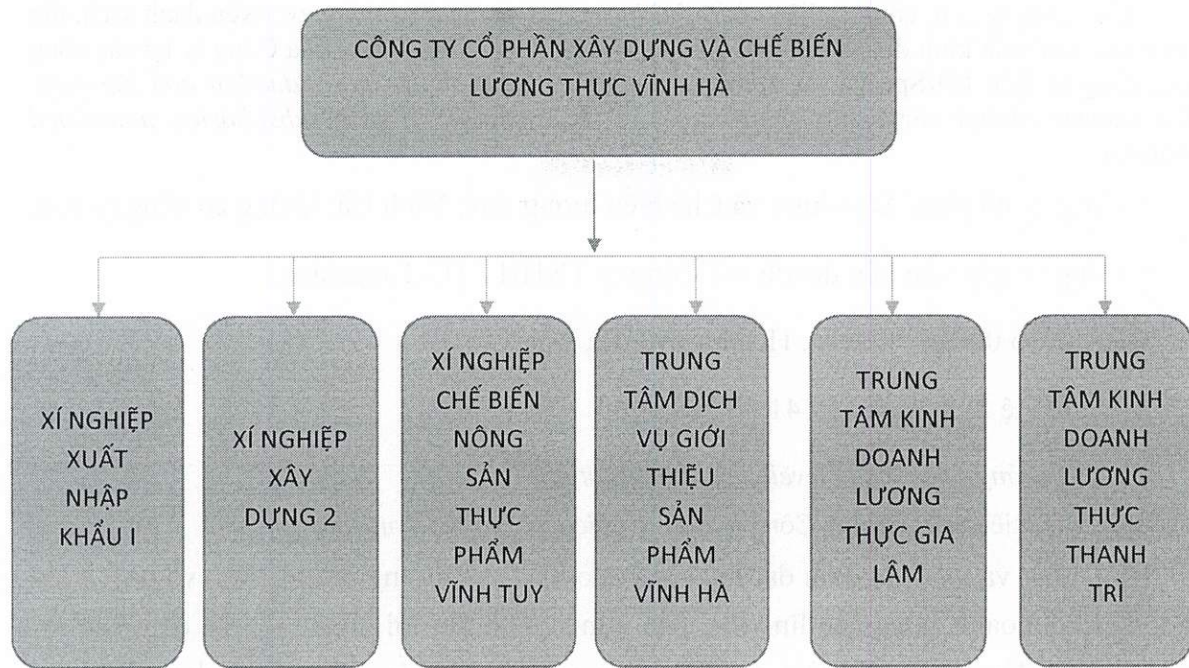 CÔNG TY CỔ PHẦN XÂY DỰNG VÀ CHẾ BIẾN
LƯƠNG THỰC VĨNH HÀ
XÍ NGHIỆP
XUẤT
NHẬP
KHẨU I
XÍ NGHIỆP
XÂY
DỰNG 2
XÍ NGHIỆP
CHẾ BIẾN
NÔNG
SẢN
THỰC
PHẨM
VĨNH TUY
TRUNG
TÂM DỊCH
VỤ GIỚI
THIỆU
SẢN
PHẨM
VĨNH HÀ
TRUNG
TÂM KINH
DOANH
LƯƠNG
THỰC GIA
LÂM
TRUNG
TÂM KINH
DOANH
LƯƠNG
THỰC
THANH
TRÌ